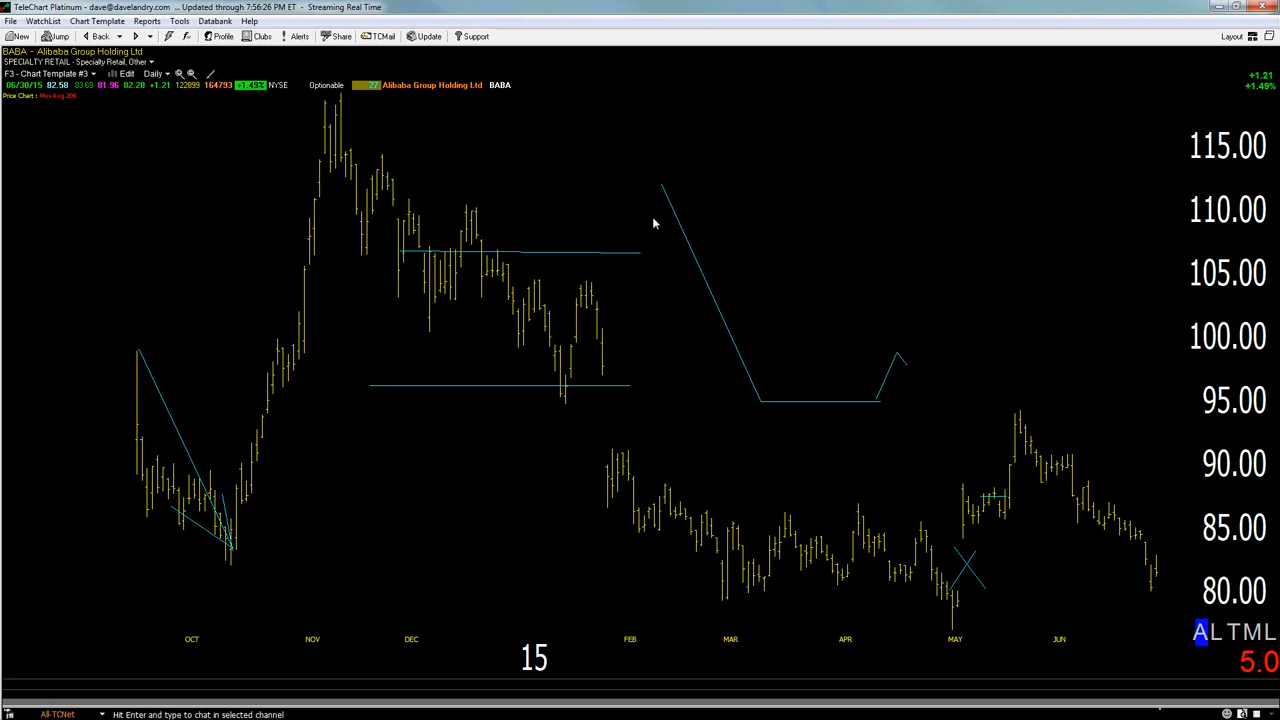 TeleChart Platinum - dave@davelandry.com ... Updated through 7:56:26 PM ET - Streaming Real Time
File WatchList Chart Template Reports Tools Databank Help
New Jump Back Profile Clubs Alerts Share TCMail Update Support Layout
BABA - Alibaba Group Holding Ltd
SPECIALTY RETAIL - Specialty Retail, Other
F3 - Chart Template #3 Edit Daily
+1.21
06/30/15 82.58 83.69 81.96 82.28 +1.21 122899 164793 +1.49% NYSE Optionable 27 Alibaba Group Holding Ltd BABA
+1.49%
Price Chart : Mov Avg 200
115.00
110.00
105.00
100.00
95.00
90.00
85.00
80.00
OCT NOV DEC FEB MAR APR MAY JUN
ALTML
15
5.0
All-TCNet Hit Enter and type to chat in selected channel